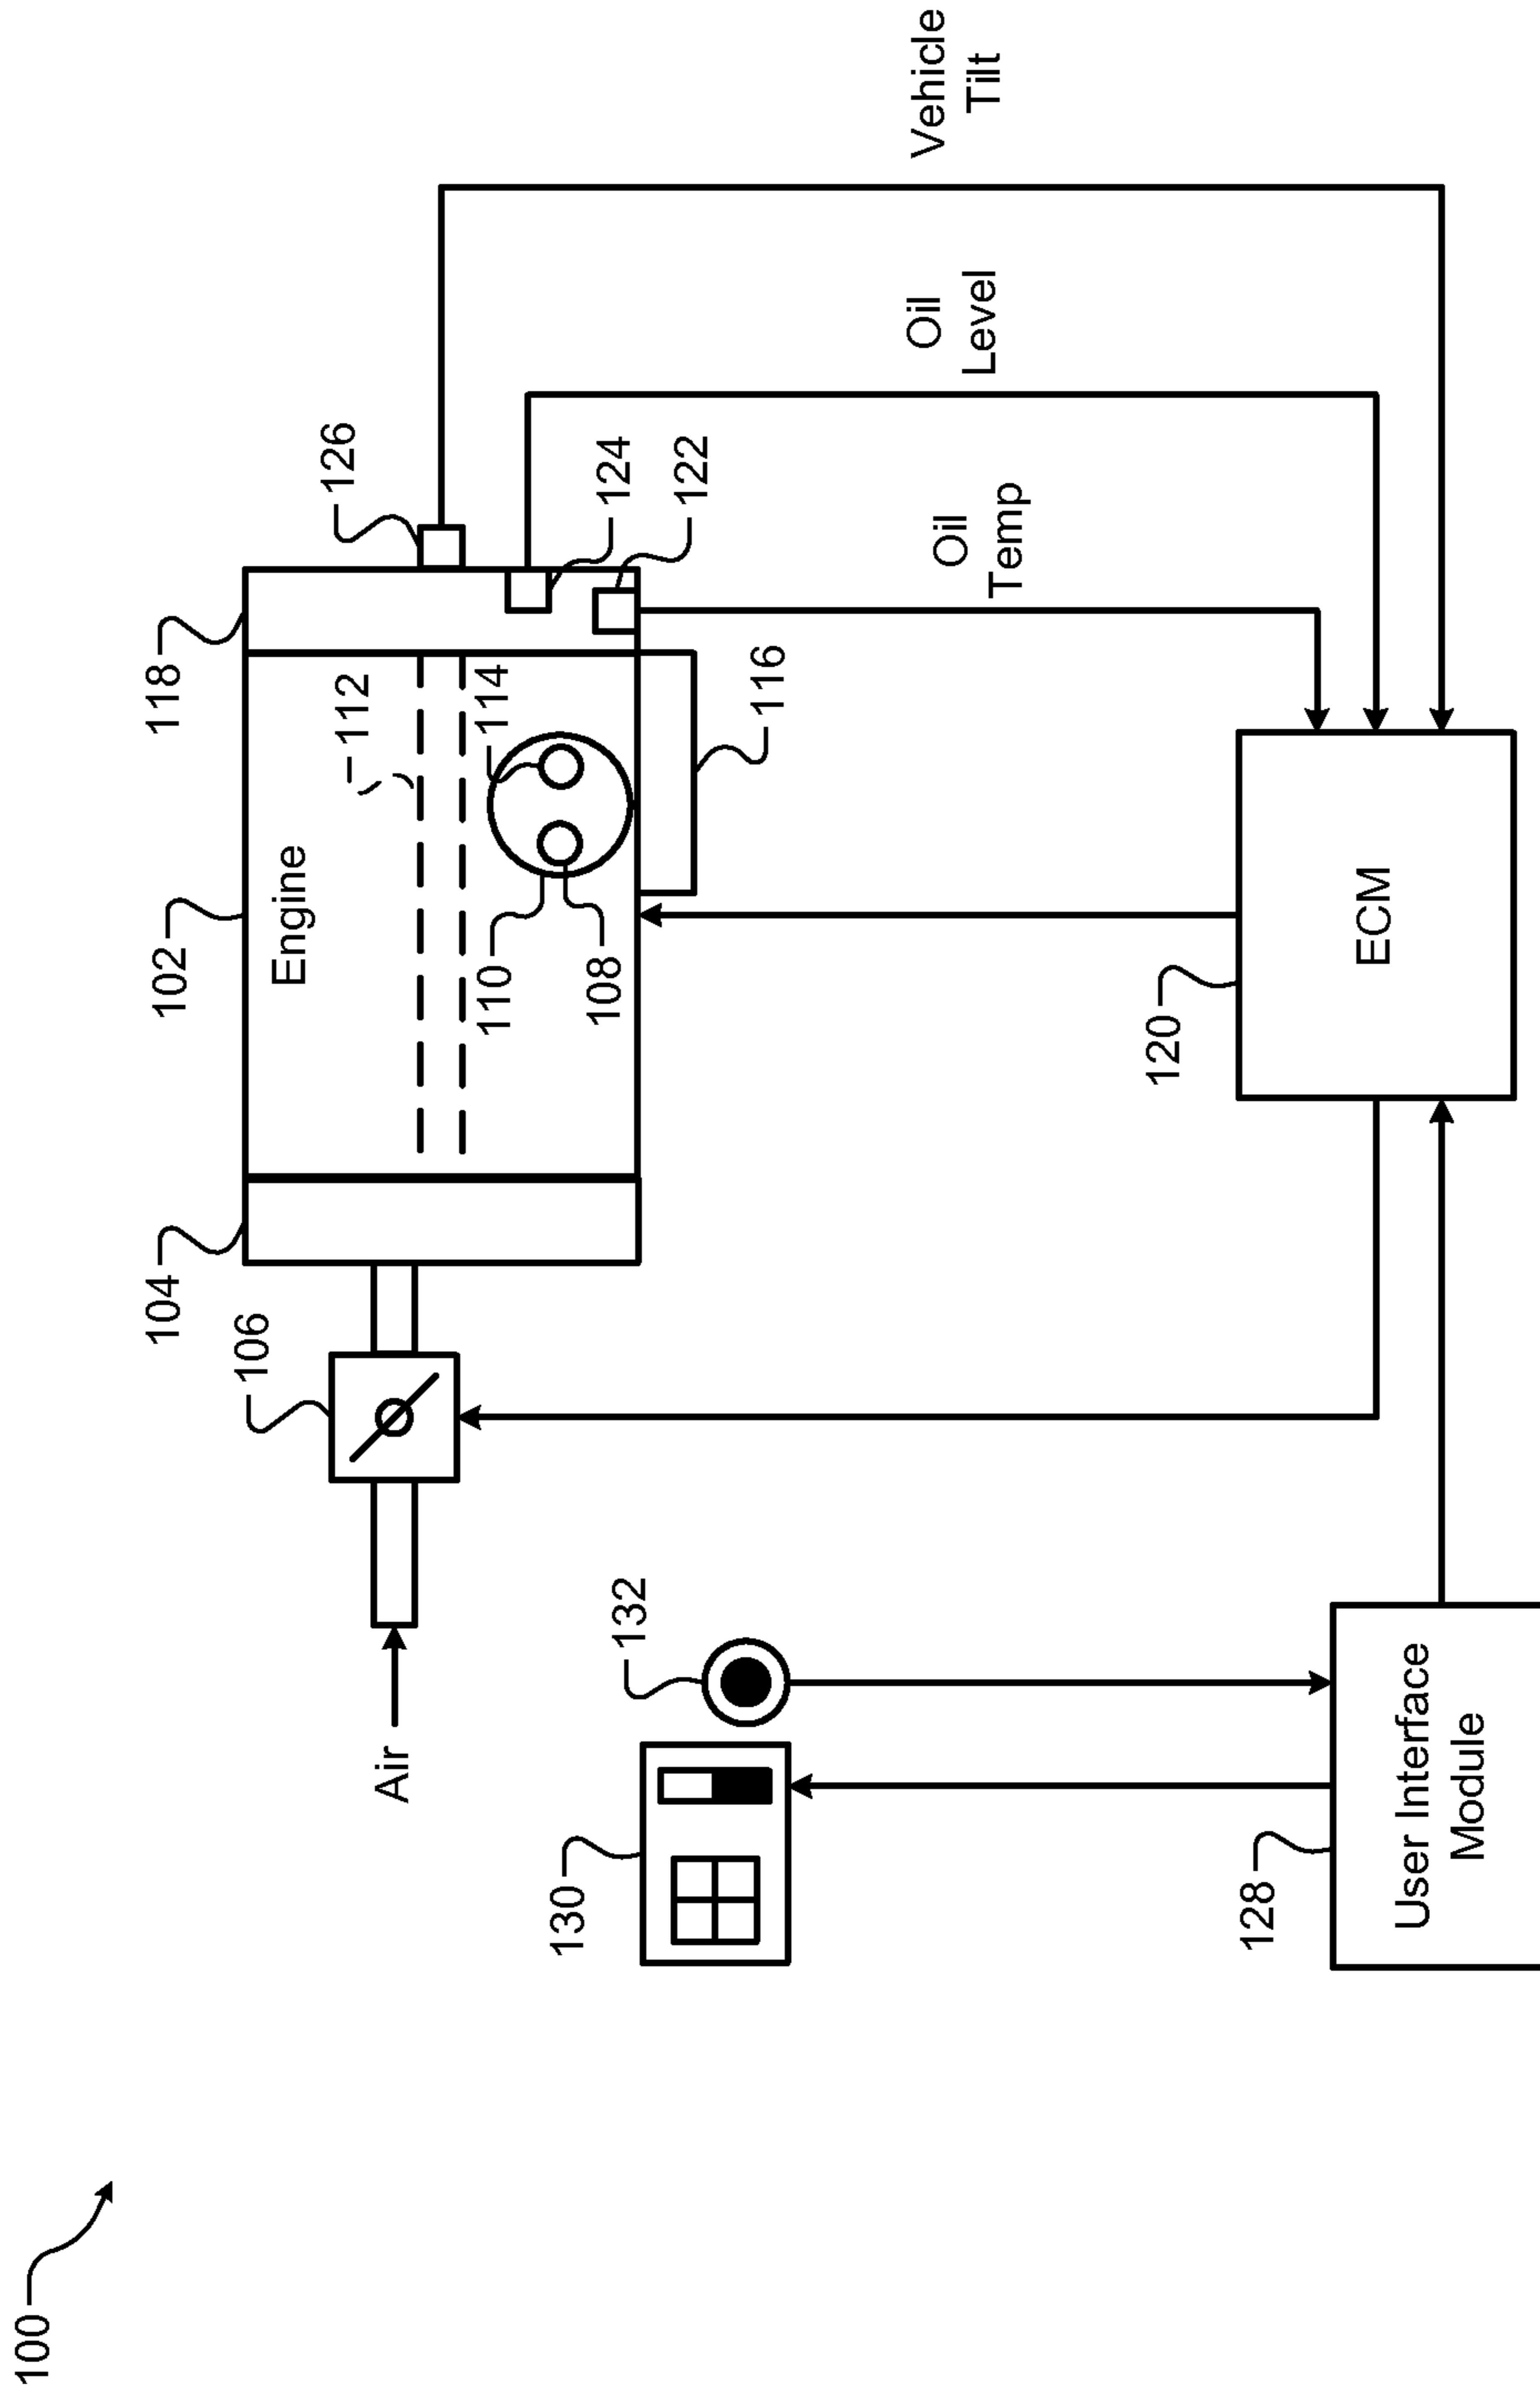 100
102
Engine
104
106
Air
118
112
114
110
108
116
126
124
122
Oil
Temp
Oil
Level
Vehicle
Tilt
120
ECM
132
130
128
User Interface
Module